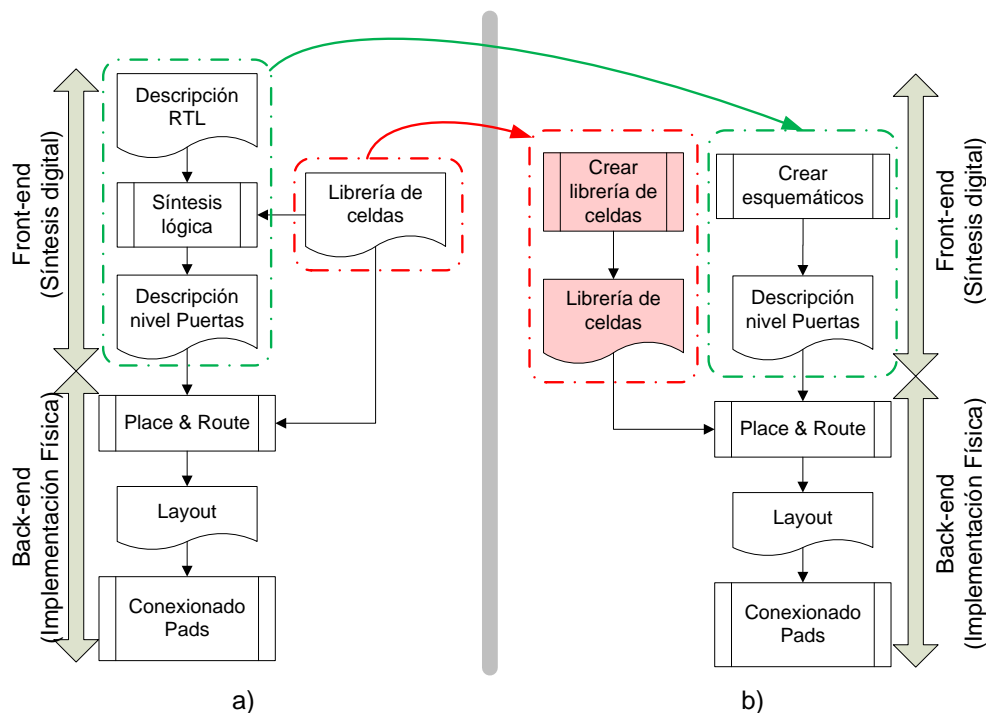 Front-end
(Síntesis digital)
Descripción
RTL
Síntesis
lógica
Descripción
nivel Puertas
Librería de
celdas
Back-end
(Implementación Física)
Place & Route
Layout
Conexionado
Pads
a)
Crear
librería de
celdas
Librería de
celdas
Crear
esquemáticos
Descripción
nivel Puertas
Front-end
(Síntesis digital)
Place & Route
Layout
Conexionado
Pads
Back-end
(Implementación Física)
b)